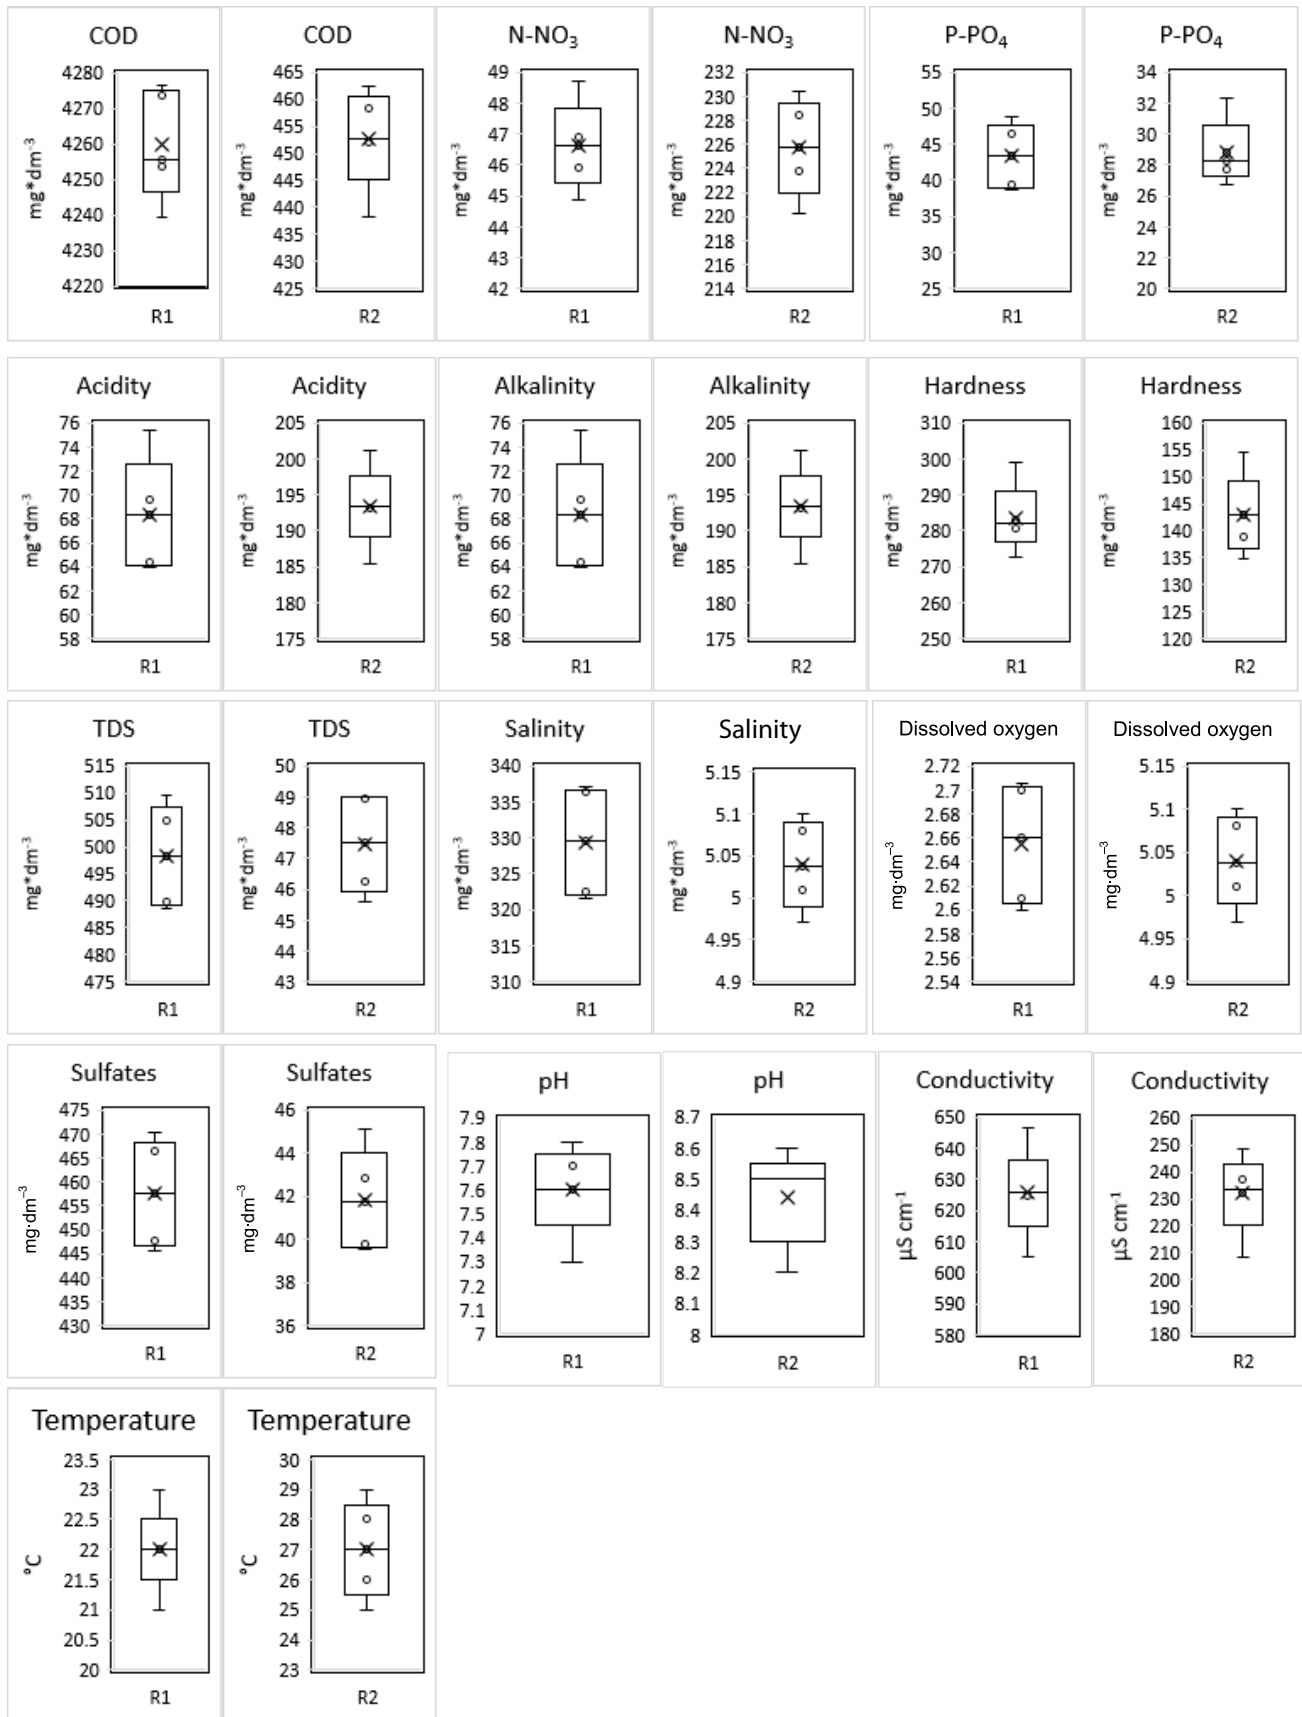 COD
4280
4270
4260
4250
4240
4230
4220
mg*dm-3
R1
COD
465
460
455
450
445
440
435
430
425
mg*dm-3
R2
N-NO3
49
48
47
46
45
44
43
42
mg*dm-3
R1
N-NO3
232
230
228
226
224
222
220
218
216
214
mg*dm-3
R2
P-PO4
55
50
45
40
35
30
25
mg*dm-3
R1
P-PO4
34
32
30
28
26
24
22
20
mg*dm-3
R2
Acidity
76
74
72
70
68
66
64
62
60
58
mg*dm-3
R1
Acidity
205
200
195
190
185
180
175
mg*dm-3
R2
Alkalinity
76
74
72
70
68
66
64
62
60
58
mg*dm-3
R1
Alkalinity
205
200
195
190
185
180
175
mg*dm-3
R2
Hardness
310
300
290
280
270
260
250
mg*dm-3
R1
Hardness
160
155
150
145
140
135
130
125
120
mg*dm-3
R2
TDS
515
510
505
500
495
490
485
480
475
mg*dm-3
R1
TDS
50
49
48
47
46
45
44
43
mg*dm-3
R2
Salinity
340
335
330
325
320
315
310
mg*dm-3
R1
Salinity
5.15
5.1
5.05
5
4.95
4.9
mg*dm-3
R2
Dissolved oxygen
2.72
2.7
2.68
2.66
2.64
2.62
2.6
2.58
2.56
2.54
mg·dm−3
R1
Dissolved oxygen
5.15
5.1
5.05
5
4.95
4.9
mg·dm−3
R2
Sulfates
475
470
465
460
455
450
445
440
435
430
mg·dm−3
R1
Sulfates
46
44
42
40
38
36
mg·dm−3
R2
pH
7.9
7.8
7.7
7.6
7.5
7.4
7.3
7.2
7.1
7
R1
pH
8.7
8.6
8.5
8.4
8.3
8.2
8.1
8
R2
Conductivity
650
640
630
620
610
600
590
580
µS cm-1
R1
Conductivity
260
250
240
230
220
210
200
190
180
µS cm-1
R2
Temperature
23.5
23
22.5
22
21.5
21
20.5
20
°C
R1
Temperature
30
29
28
27
26
25
24
23
°C
R2